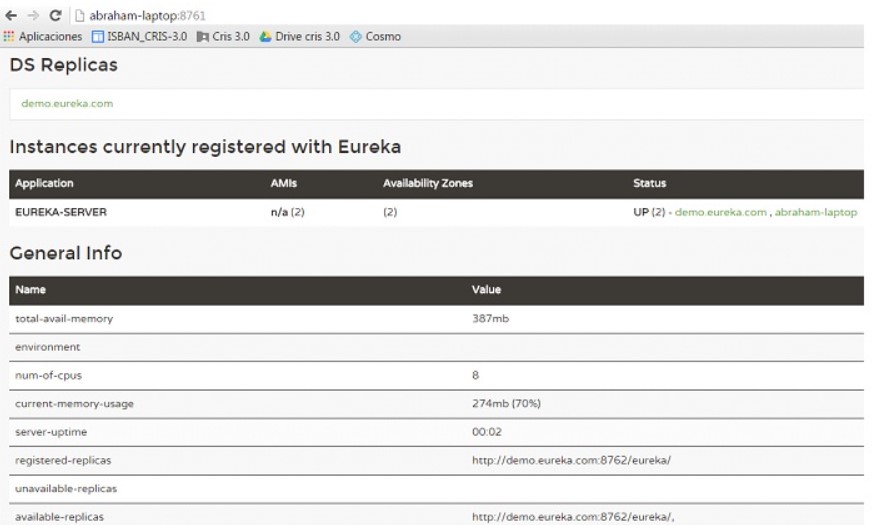 abraham-laptop:8761
Aplicaciones ISBAN_CRIS-3.0 Cris 3.0 Drive cris 3.0 Cosmo
DS Replicas
demo.eureka.com
Instances currently registered with Eureka
Application AMIs Availability Zones Status
EUREKA-SERVER n/a (2) (2) UP (2) - demo.eureka.com , abraham-laptop
General Info
Name Value
total-avail-memory 387mb
environment
num-of-cpus 8
current-memory-usage 274mb (70%)
server-uptime 00:02
registered-replicas http://demo.eureka.com:8762/eureka/
unavailable-replicas
available-replicas http://demo.eureka.com:8762/eureka/,